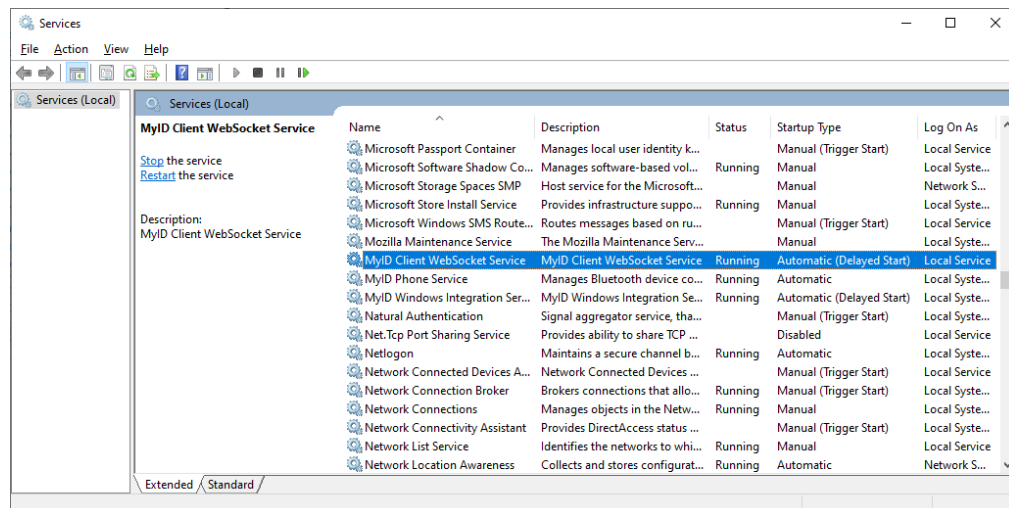 Services
File Action View Help
Services (Local)
Services (Local)
MyID Client WebSocket Service
Stop the service
Restart the service
Description:
MyID Client WebSocket Service
Name Description Status Startup Type Log On As
Microsoft Passport Container Manages local user identity k... Manual (Trigger Start) Local Service
Microsoft Software Shadow Co... Manages software-based vol... Running Manual Local Syste...
Microsoft Storage Spaces SMP Host service for the Microsoft... Manual Network S...
Microsoft Store Install Service Provides infrastructure suppo... Running Manual Local Syste...
Microsoft Windows SMS Route... Routes messages based on ru... Manual (Trigger Start) Local Service
Mozilla Maintenance Service The Mozilla Maintenance Serv... Manual Local Syste...
MyID Client WebSocket Service MyID Client WebSocket Service Running Automatic (Delayed Start) Local Service
MyID Phone Service Manages Bluetooth device co... Running Automatic Local Syste...
MyID Windows Integration Ser... MyID Windows Integration Se... Running Automatic (Delayed Start) Local Syste...
Natural Authentication Signal aggregator service, tha... Manual (Trigger Start) Local Syste...
Net.Tcp Port Sharing Service Provides ability to share TCP ... Disabled Local Service
Netlogon Maintains a secure channel b... Running Automatic Local Syste...
Network Connected Devices A... Network Connected Devices ... Manual (Trigger Start) Local Service
Network Connection Broker Brokers connections that allo... Running Manual (Trigger Start) Local Syste...
Network Connections Manages objects in the Netw... Running Manual Local Syste...
Network Connectivity Assistant Provides DirectAccess status ... Manual (Trigger Start) Local Syste...
Network List Service Identifies the networks to whi... Running Manual Local Service
Network Location Awareness Collects and stores configurat... Running Automatic Network S...
Extended Standard